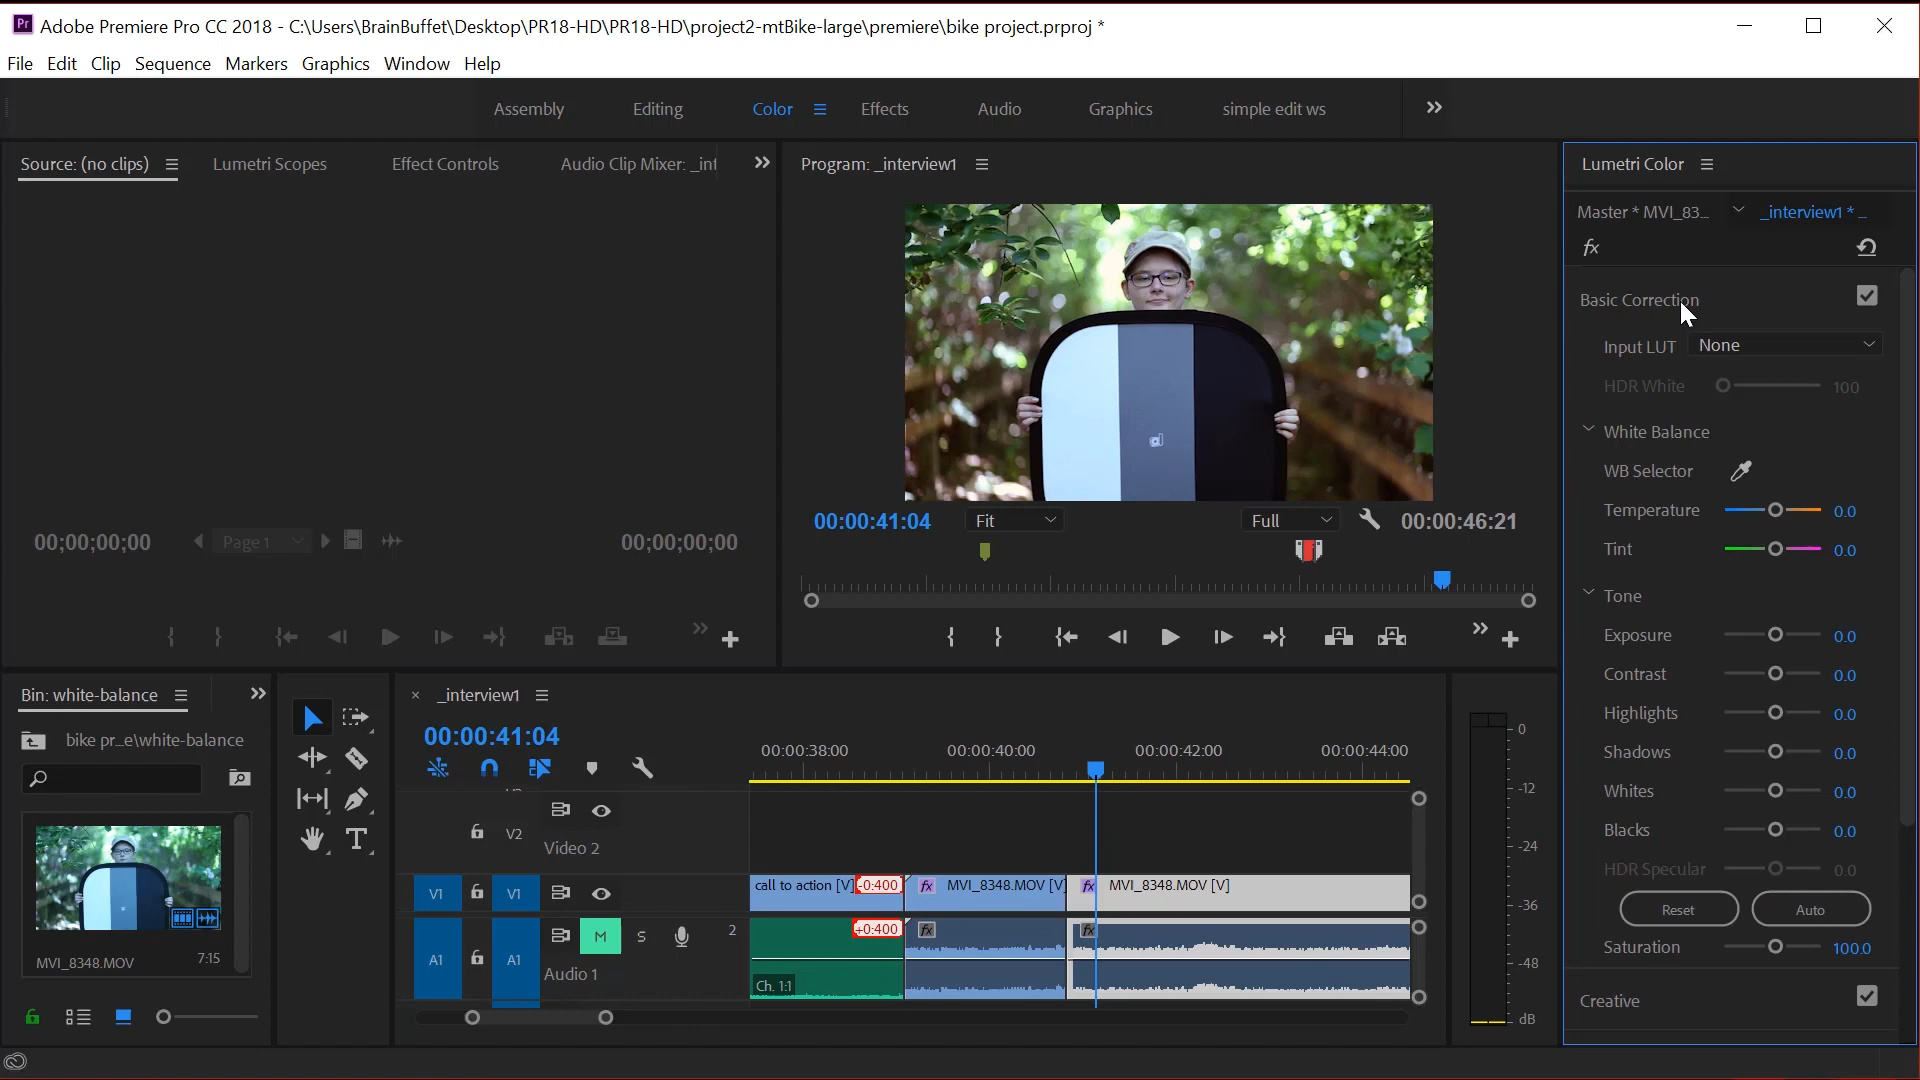 Pr Adobe Premiere Pro CC 2018 - C:\Users\BrainBuffet\Desktop\PR18-HD\PR18-HD\project2-mtBike-large\premiere\bike project.prproj *
File Edit Clip Sequence Markers Graphics Window Help
Assembly Editing Color Effects Audio Graphics simple edit ws
Source: (no clips) Lumetri Scopes Effect Controls Audio Clip Mixer: _int
00;00;00;00 Page 1 00;00;00;00
Program: _interview1
00:00:41:04 Fit Full 00:00:46:21
Lumetri Color
Master * MVI_83... _interview1 * _
fx
Basic Correction
Input LUT None
HDR White 100
White Balance
WB Selector
Temperature 0.0
Tint 0.0
Tone
Exposure 0.0
Contrast 0.0
Highlights 0.0
Shadows 0.0
Whites 0.0
Blacks 0.0
HDR Specular 0.0
Reset Auto
Saturation 100.0
Creative
Bin: white-balance
bike pr...e\white-balance
MVI_8348.MOV 7:15
T
_interview1
00:00:41:04
00:00:38:00 00:00:40:00 00:00:42:00 00:00:44:00
V2
Video 2
V1 V1 call to action [V] -0:400 fx MVI_8348.MOV [V] fx MVI_8348.MOV [V]
A1 A1 M S 2 +0:400 fx fx
Audio 1
Ch. 1:1
0
-12
-24
-36
-48
dB